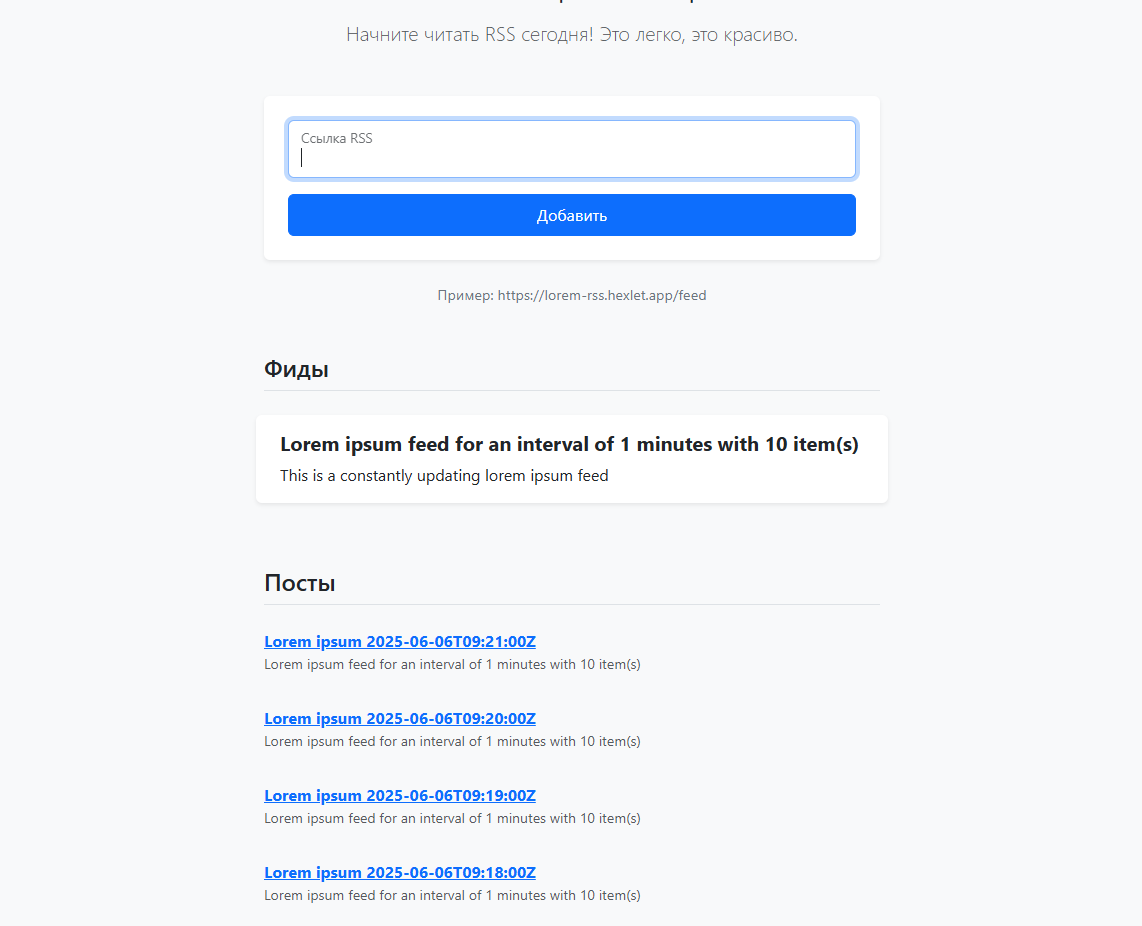 Начните читать RSS сегодня! Это легко, это красиво.
Ссылка RSS
Добавить
Пример: https://lorem-rss.hexlet.app/feed
Фиды
Lorem ipsum feed for an interval of 1 minutes with 10 item(s)
This is a constantly updating lorem ipsum feed
Посты
Lorem ipsum 2025-06-06T09:21:00Z
Lorem ipsum feed for an interval of 1 minutes with 10 item(s)
Lorem ipsum 2025-06-06T09:20:00Z
Lorem ipsum feed for an interval of 1 minutes with 10 item(s)
Lorem ipsum 2025-06-06T09:19:00Z
Lorem ipsum feed for an interval of 1 minutes with 10 item(s)
Lorem ipsum 2025-06-06T09:18:00Z
Lorem ipsum feed for an interval of 1 minutes with 10 item(s)